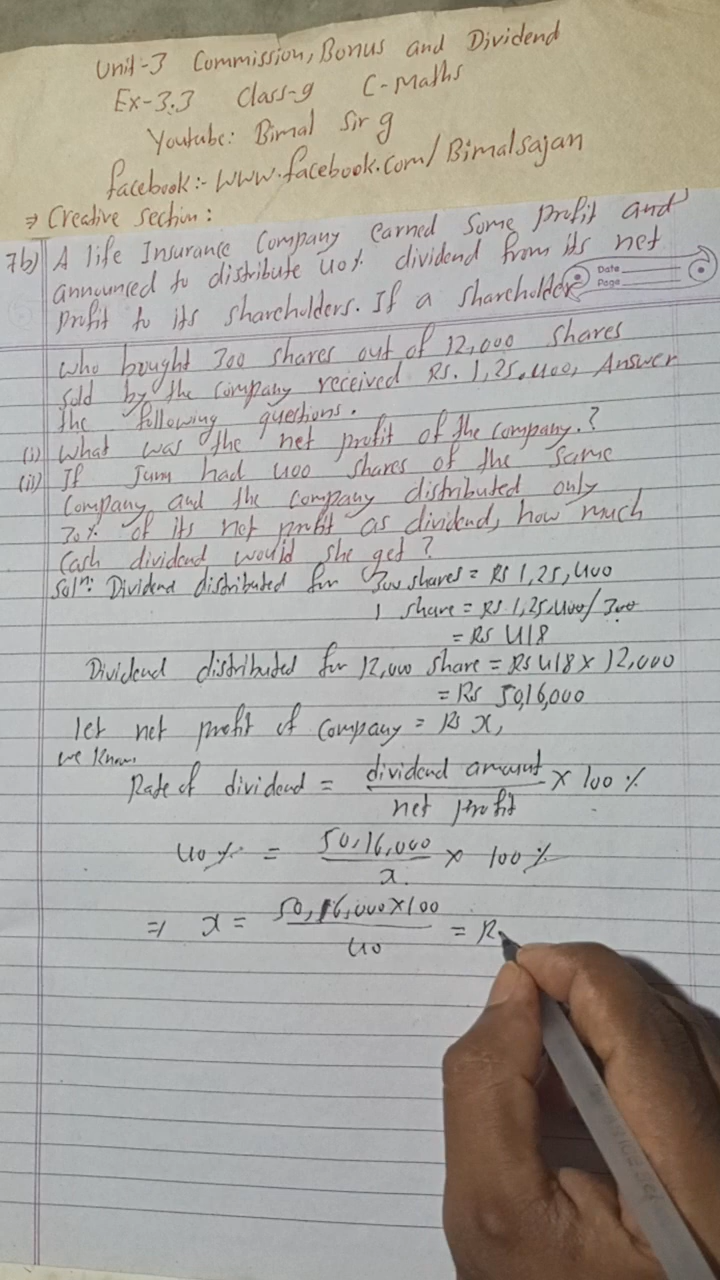 Unit-3 Commission, Bonus and Dividend
Ex-3.3 Class-9 C-Maths
Youtube: Bimal Sir g
facebook:- www.facebook.com/Bimalsajan
⇒ Creative section:
7b) A life Insurance Company earned some profit and
announced to distribute 40% dividend from its net
profit to its shareholders. If a shareholder
Date
Page
who bought 300 shares out of 12,000 shares
sold by the company received Rs. 1,25,400, Answer
the following questions.
(i) What was the net profit of the company.?
(ii) If had 400 shares of the same
Company and the company distributed only
of its net profit as dividend, how much
Cash dividend would she get?
Soln: Dividend distributed for 300 shares = Rs 1,25,400
1 share = Rs 1,25,400/300
= Rs 418
Dividend distributed for 12,000 share = Rs 418 × 12,000
= Rs 50,16,000
let net profit of company = Rs x,
we know
Rate of dividend = dividend amount / net profit × 100 %
40% = 50,16,000 / x × 100%
⇒ x = 50,16,000×100 / 40 = R